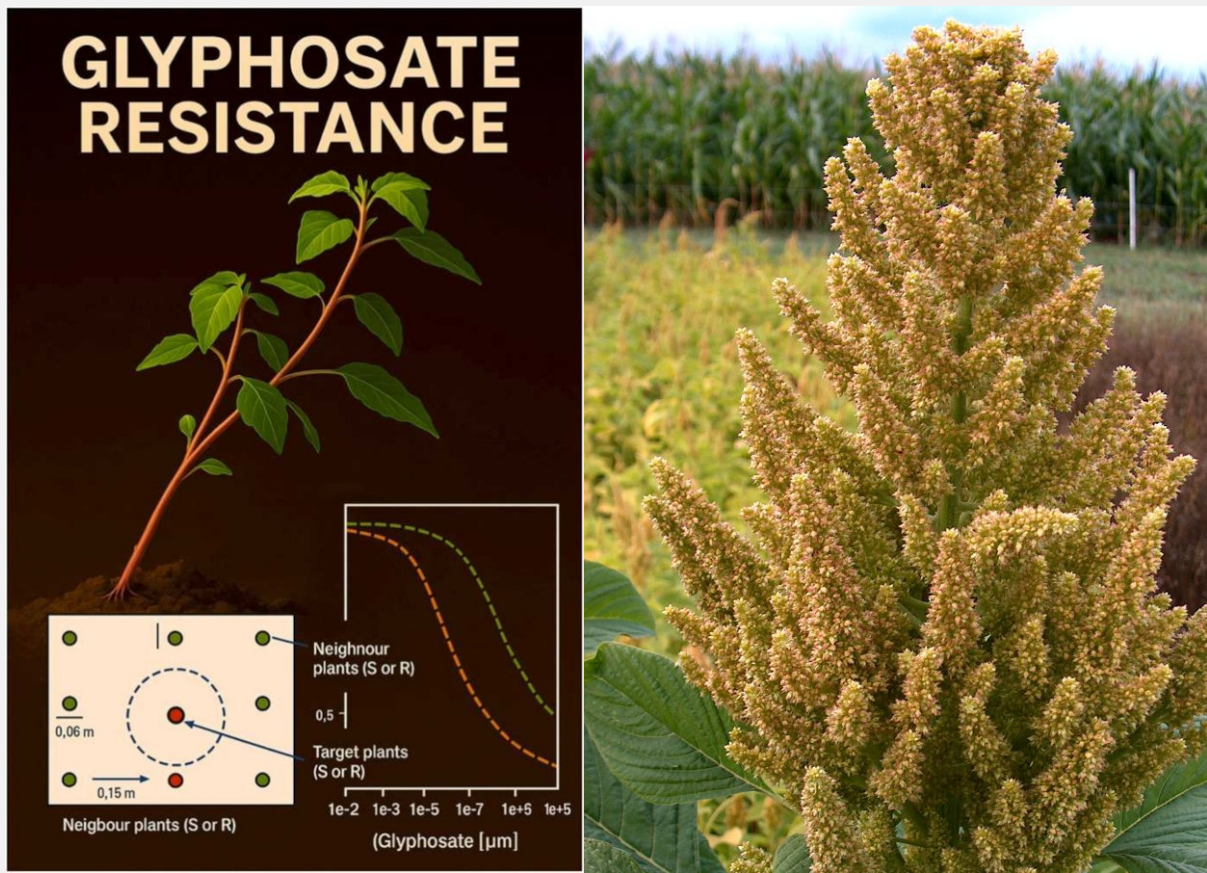 GLYPHOSATE
RESISTANCE
Neighnour
plants (S or R)
0,06 m
0,5
Target plants
(S or R)
0,15 m
1e-2 1e-3 1e-5 1e-7 1e+6 1e+5
Neigbour plants (S or R)
(Glyphosate [µm]